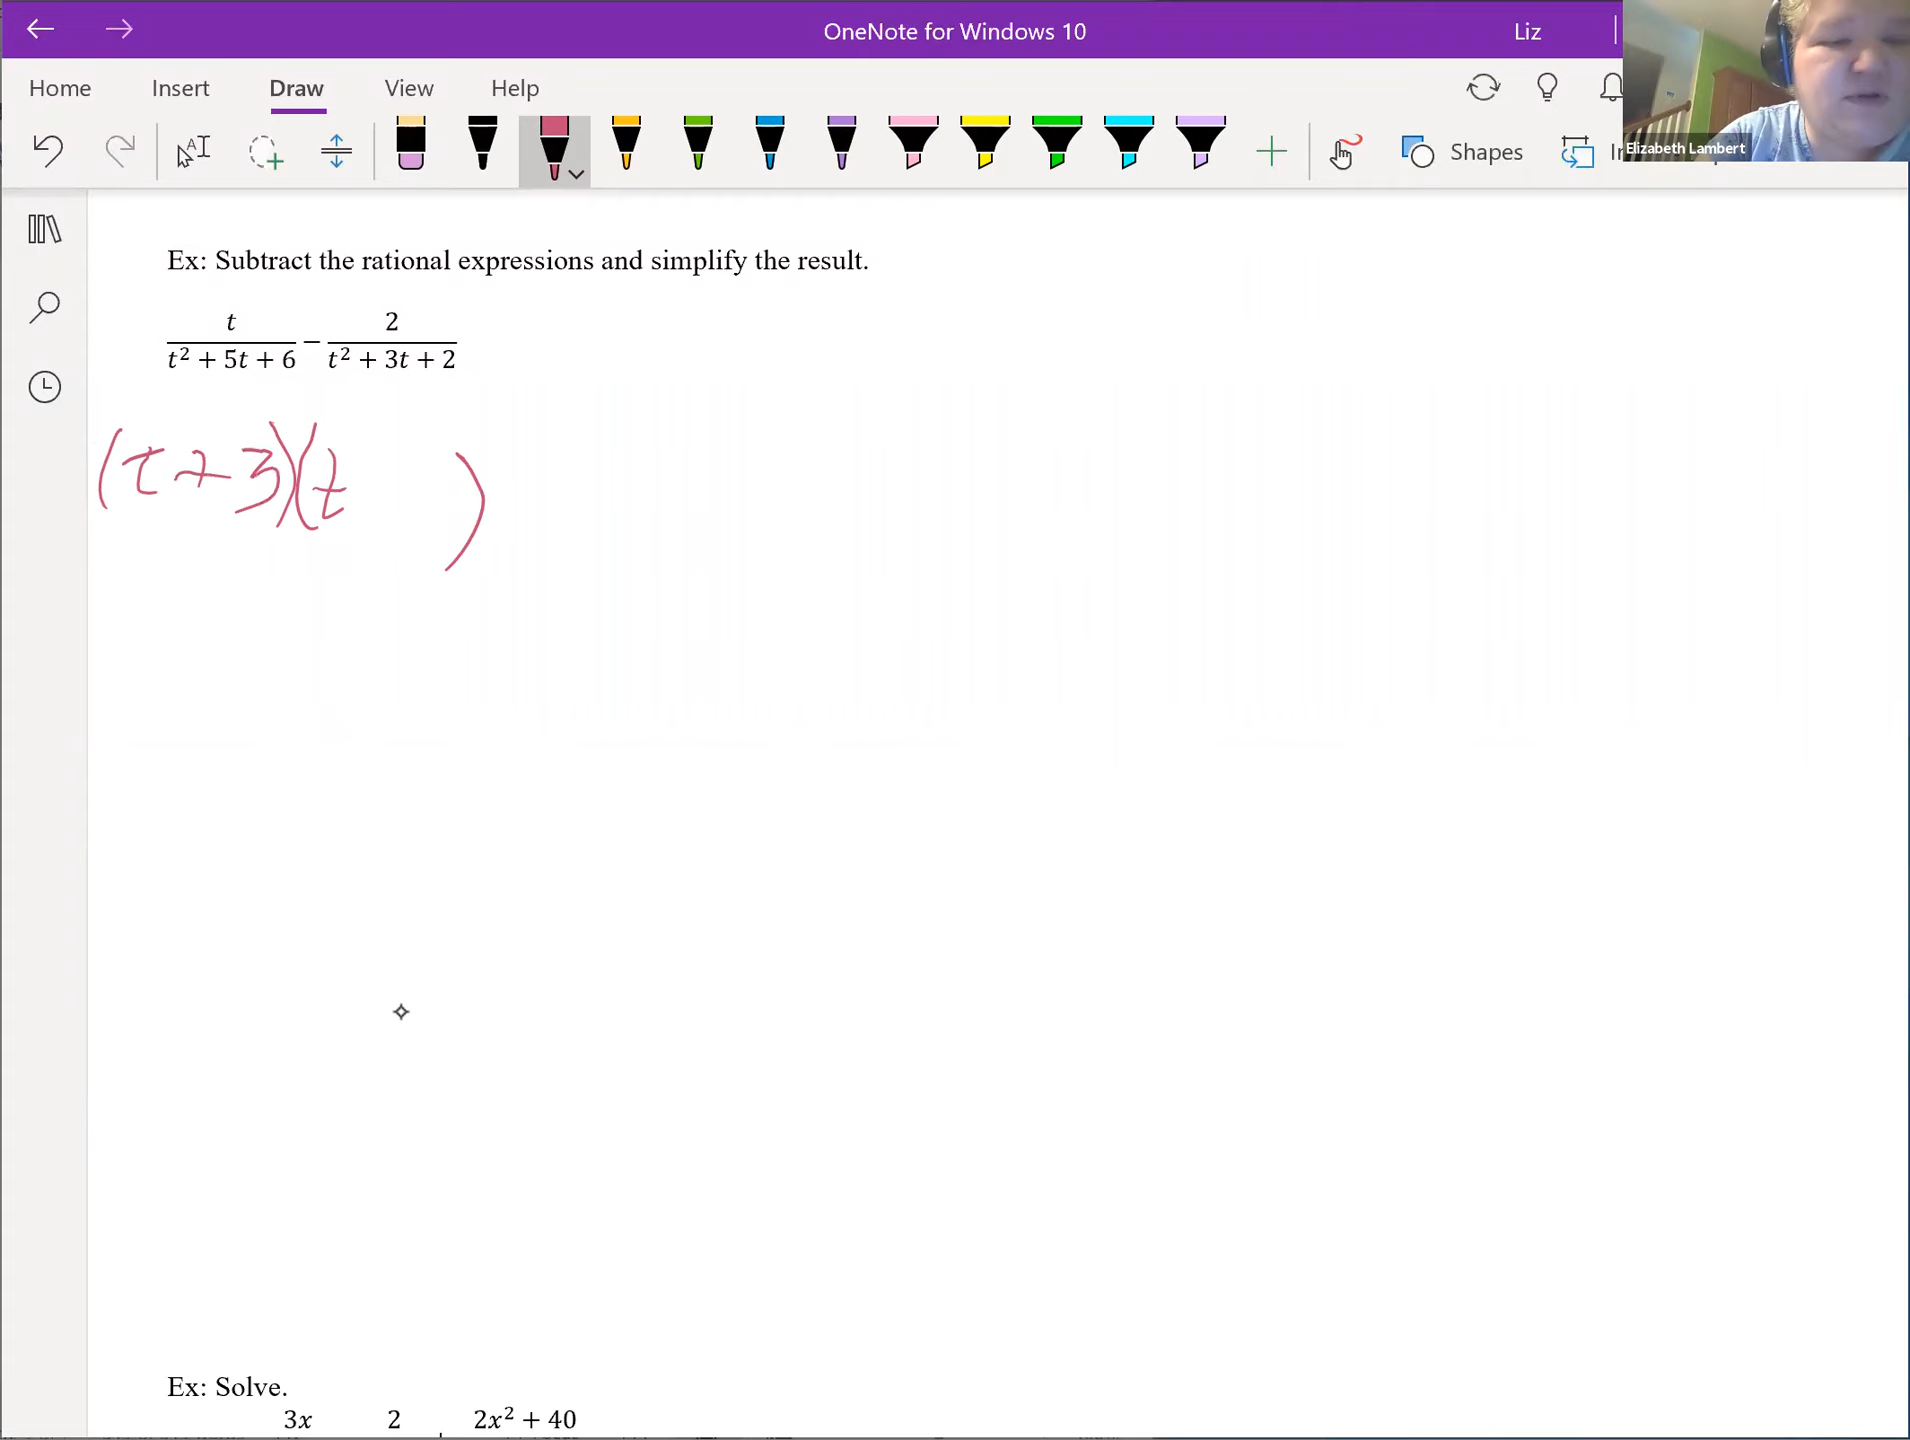 OneNote for Windows 10
Liz
Home Insert Draw View Help
Shapes
Elizabeth Lambert
Ex: Subtract the rational expressions and simplify the result.
t/(t² + 5t + 6) − 2/(t² + 3t + 2)
(t+3)(t )
Ex: Solve.
3x 2 2x² + 40